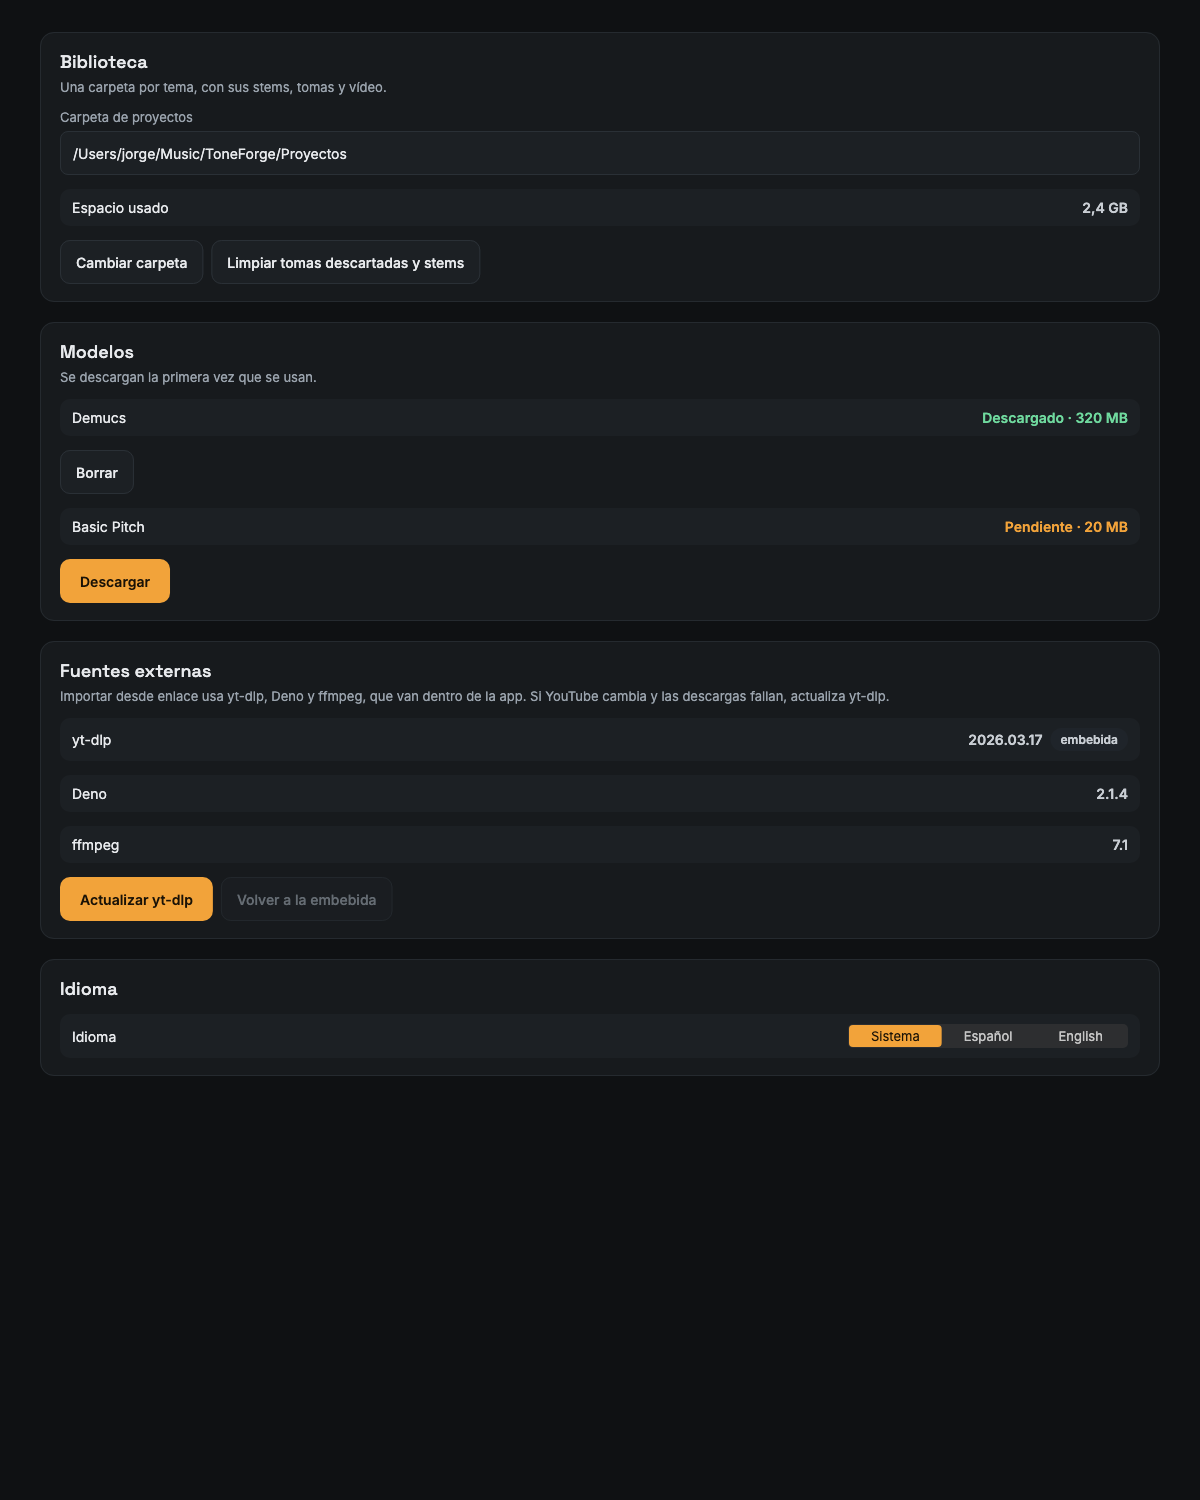 Biblioteca
Una carpeta por tema, con sus stems, tomas y vídeo.
Carpeta de proyectos
/Users/jorge/Music/ToneForge/Proyectos
Espacio usado 2,4 GB
Cambiar carpeta Limpiar tomas descartadas y stems
Modelos
Se descargan la primera vez que se usan.
Demucs Descargado · 320 MB
Borrar
Basic Pitch Pendiente · 20 MB
Descargar
Fuentes externas
Importar desde enlace usa yt-dlp, Deno y ffmpeg, que van dentro de la app. Si YouTube cambia y las descargas fallan, actualiza yt-dlp.
yt-dlp 2026.03.17 embebida
Deno 2.1.4
ffmpeg 7.1
Actualizar yt-dlp Volver a la embebida
Idioma
Idioma Sistema Español English